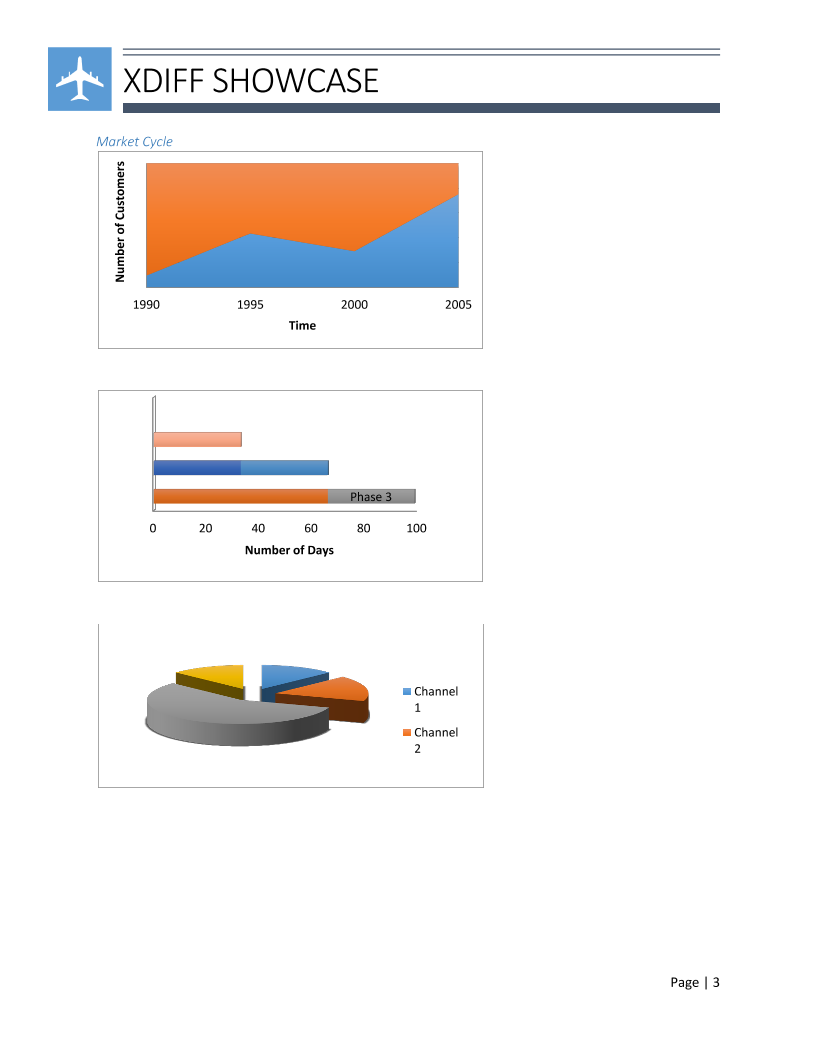 XDIFF SHOWCASE
Market Cycle
Number of Customers
1990 1995 2000 2005
Time
Phase 3
0 20 40 60 80 100
Number of Days
Channel
1
Channel
2
Page | 3